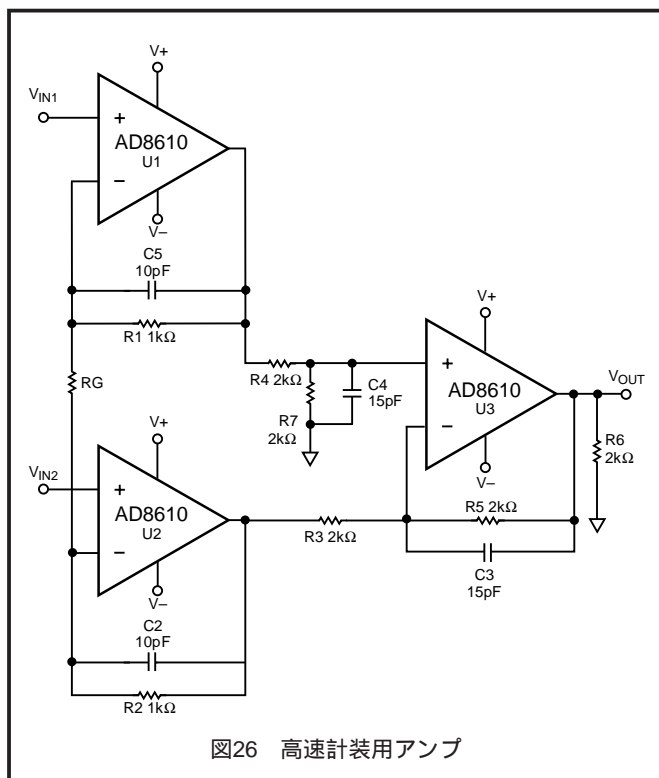 V+
VIN1
+
AD8610
U1
−
V−
C5
10pF
R1 1kΩ
RG
R4 2kΩ
R7
2kΩ
C4
15pF
V+
+
AD8610
U3
−
V−
VOUT
R6
2kΩ
V+
VIN2
+
AD8610
U2
−
V−
R3 2kΩ
R5 2kΩ
C3
15pF
C2
10pF
R2 1kΩ
図26 高速計装用アンプ